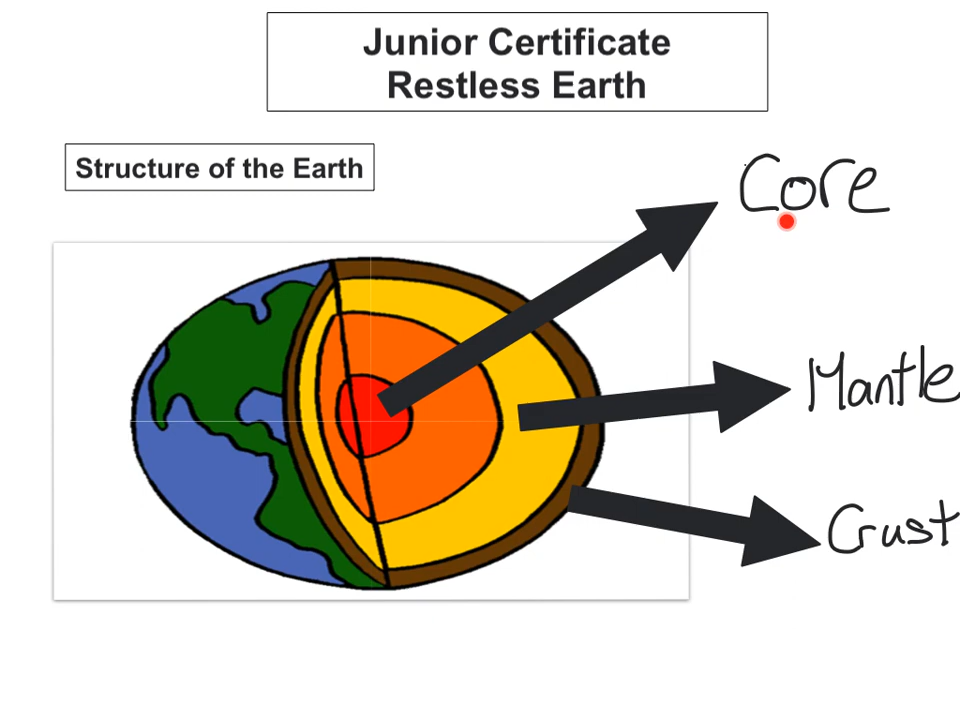 Junior Certificate
Restless Earth
Structure of the Earth
Core
Mantle
Crust